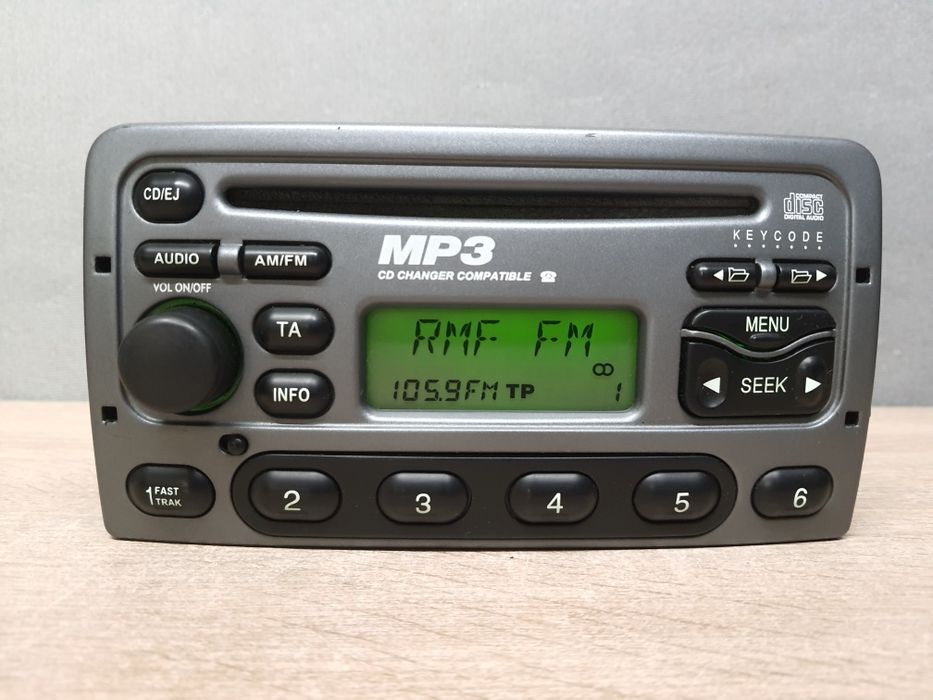 CD/EJ
COMPACT
disc
DIGITAL AUDIO
KEYCODE
MP3
CD CHANGER COMPATIBLE
AUDIO
AM/FM
VOL ON/OFF
TA
INFO
RMF FM
105.9FM TP 1
MENU
SEEK
1 FAST
TRAK
2
3
4
5
6